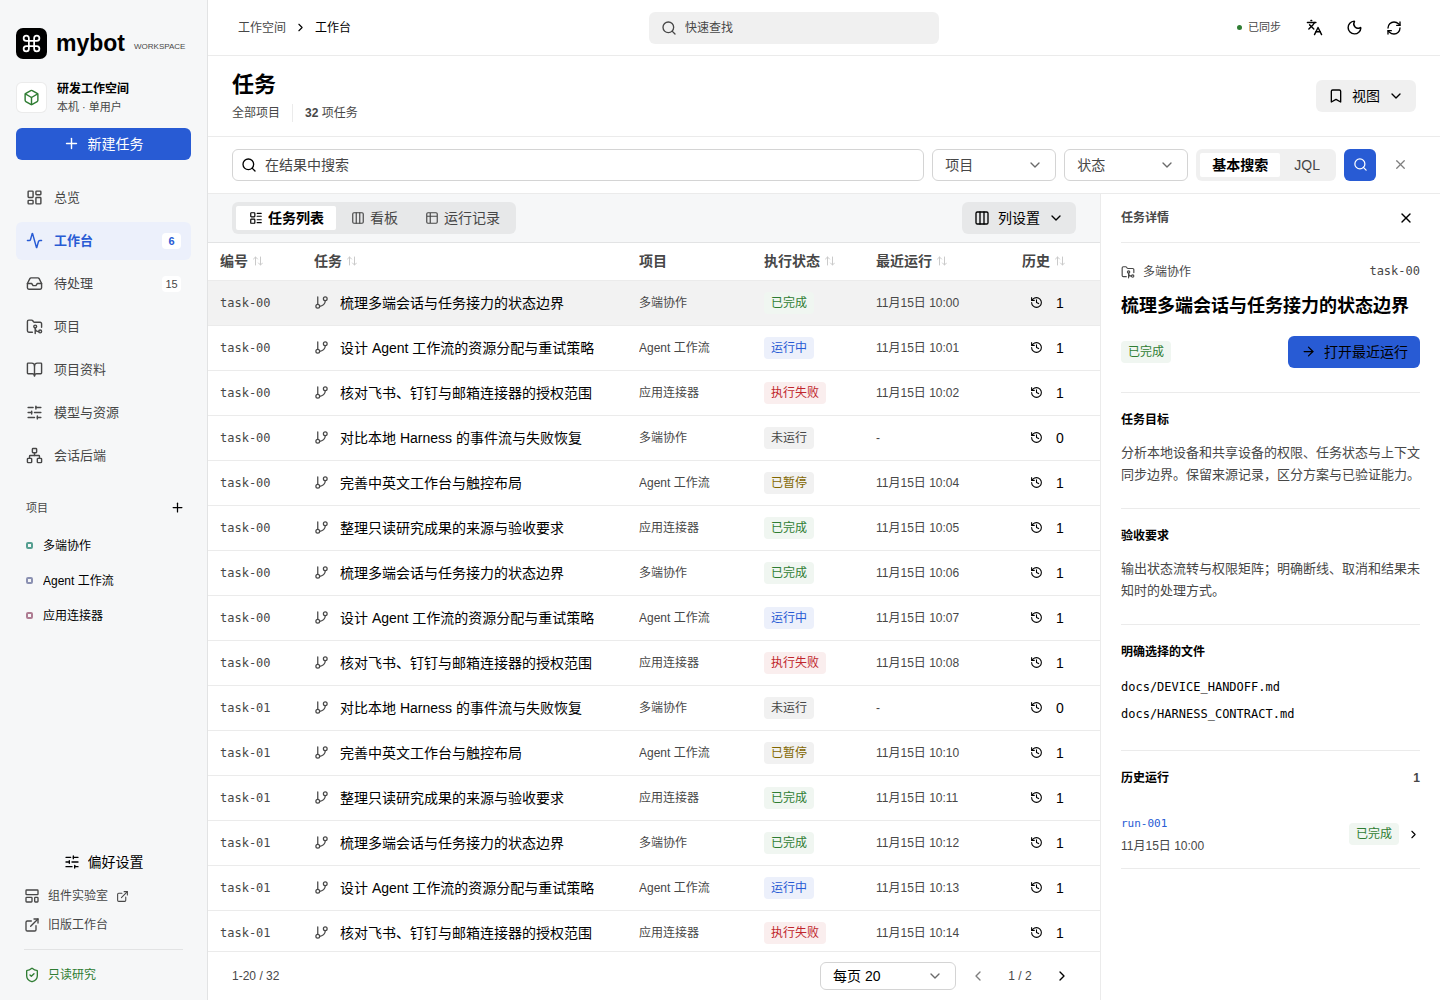 mybot WORKSPACE
研发工作空间
本机 · 单用户
新建任务
总览
工作台 6
待处理 15
项目
项目资料
模型与资源
会话后端
项目
多端协作
Agent 工作流
应用连接器
偏好设置
组件实验室
旧版工作台
只读研究
工作空间 工作台
快速查找
已同步
任务
全部项目 32 项任务
视图
在结果中搜索 项目 状态 基本搜索 JQL
任务列表 看板 运行记录 列设置
编号 任务 项目 执行状态 最近运行 历史
task-00 梳理多端会话与任务接力的状态边界 多端协作 已完成 11月15日 10:00 1
task-00 设计 Agent 工作流的资源分配与重试策略 Agent 工作流 运行中 11月15日 10:01 1
task-00 核对飞书、钉钉与邮箱连接器的授权范围 应用连接器 执行失败 11月15日 10:02 1
task-00 对比本地 Harness 的事件流与失败恢复 多端协作 未运行 - 0
task-00 完善中英文工作台与触控布局 Agent 工作流 已暂停 11月15日 10:04 1
task-00 整理只读研究成果的来源与验收要求 应用连接器 已完成 11月15日 10:05 1
task-00 梳理多端会话与任务接力的状态边界 多端协作 已完成 11月15日 10:06 1
task-00 设计 Agent 工作流的资源分配与重试策略 Agent 工作流 运行中 11月15日 10:07 1
task-00 核对飞书、钉钉与邮箱连接器的授权范围 应用连接器 执行失败 11月15日 10:08 1
task-01 对比本地 Harness 的事件流与失败恢复 多端协作 未运行 - 0
task-01 完善中英文工作台与触控布局 Agent 工作流 已暂停 11月15日 10:10 1
task-01 整理只读研究成果的来源与验收要求 应用连接器 已完成 11月15日 10:11 1
task-01 梳理多端会话与任务接力的状态边界 多端协作 已完成 11月15日 10:12 1
task-01 设计 Agent 工作流的资源分配与重试策略 Agent 工作流 运行中 11月15日 10:13 1
task-01 核对飞书、钉钉与邮箱连接器的授权范围 应用连接器 执行失败 11月15日 10:14 1
1-20 / 32 每页 20 1 / 2
任务详情
多端协作 task-00
梳理多端会话与任务接力的状态边界
已完成 打开最近运行
任务目标
分析本地设备和共享设备的权限、任务状态与上下文
同步边界。保留来源记录，区分方案与已验证能力。
验收要求
输出状态流转与权限矩阵；明确断线、取消和结果未
知时的处理方式。
明确选择的文件
docs/DEVICE_HANDOFF.md
docs/HARNESS_CONTRACT.md
历史运行 1
run-001
11月15日 10:00 已完成